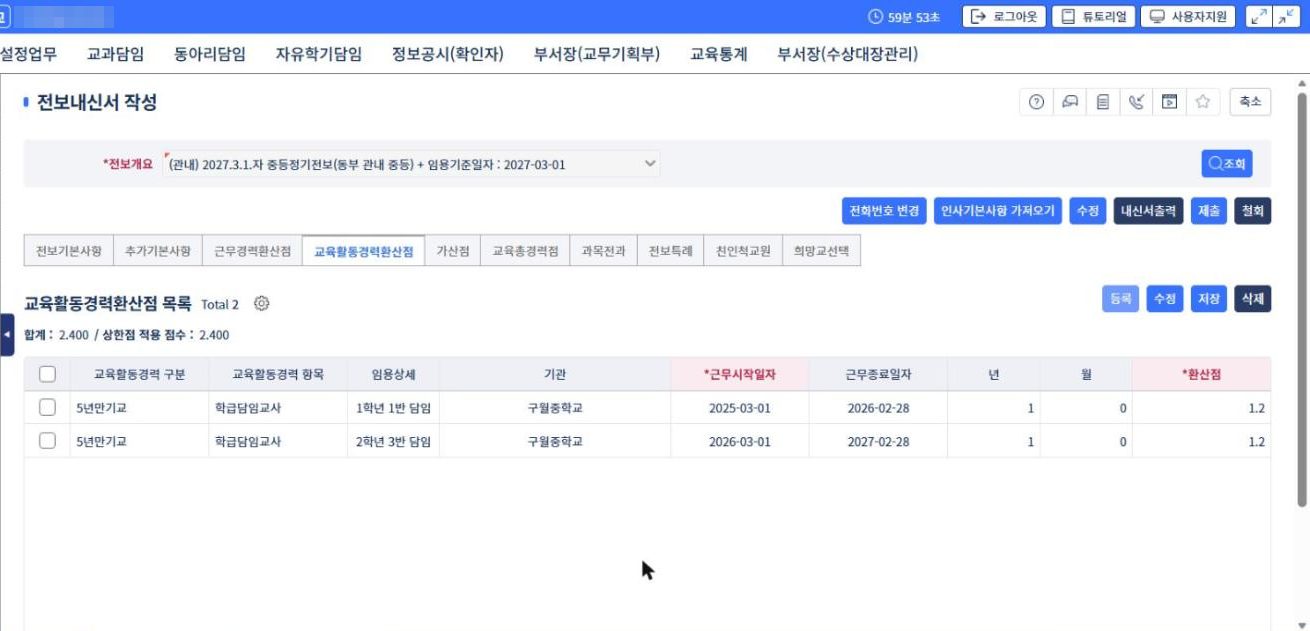 59분 53초 로그아웃 튜토리얼 사용자지원
설정업무 교과담임 동아리담임 자유학기담임 정보공시(확인자) 부서장(교무기획부) 교육통계 부서장(수상대장관리)
전보내신서 작성 축소
*전보개요 (관내) 2027.3.1.자 중등정기전보(동부 관내 중등) + 임용기준일자 : 2027-03-01 조회
전화번호 변경 인사기본사항 가져오기 수정 내신서출력 제출 철회
전보기본사항 추가기본사항 근무경력환산점 교육활동경력환산점 가산점 교육총경력점 과목전과 전보특례 친인척교원 희망교선택
교육활동경력환산점 목록 Total 2 등록 수정 저장 삭제
합계 : 2.400 / 상한점 적용 점수 : 2.400
교육활동경력 구분 교육활동경력 항목 임용상세 기관 *근무시작일자 근무종료일자 년 월 *환산점
5년만기교 학급담임교사 1학년 1반 담임 구월중학교 2025-03-01 2026-02-28 1 0 1.2
5년만기교 학급담임교사 2학년 3반 담임 구월중학교 2026-03-01 2027-02-28 1 0 1.2